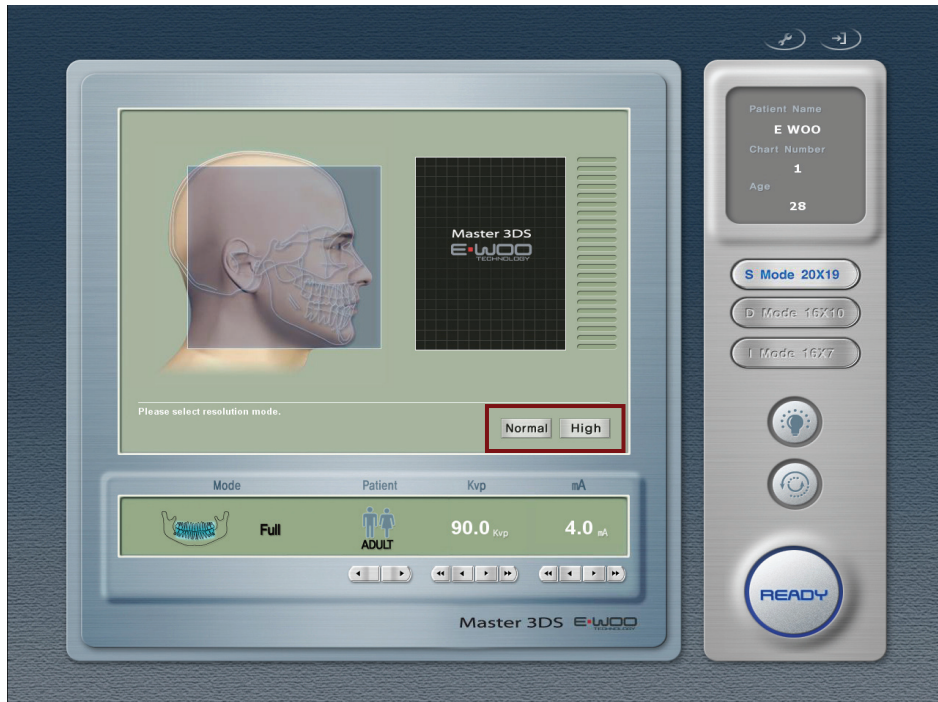 Patient Name
E WOO
Chart Number
1
Age
28
Master 3DS
E•WOO
TECHNOLOGY
S Mode 20X19
D Mode 16X10
I Mode 16X7
Please select resolution mode.
Normal High
Mode Patient Kvp mA
Full ADULT 90.0 Kvp 4.0 mA
READY
Master 3DS E•WOO
TECHNOLOGY